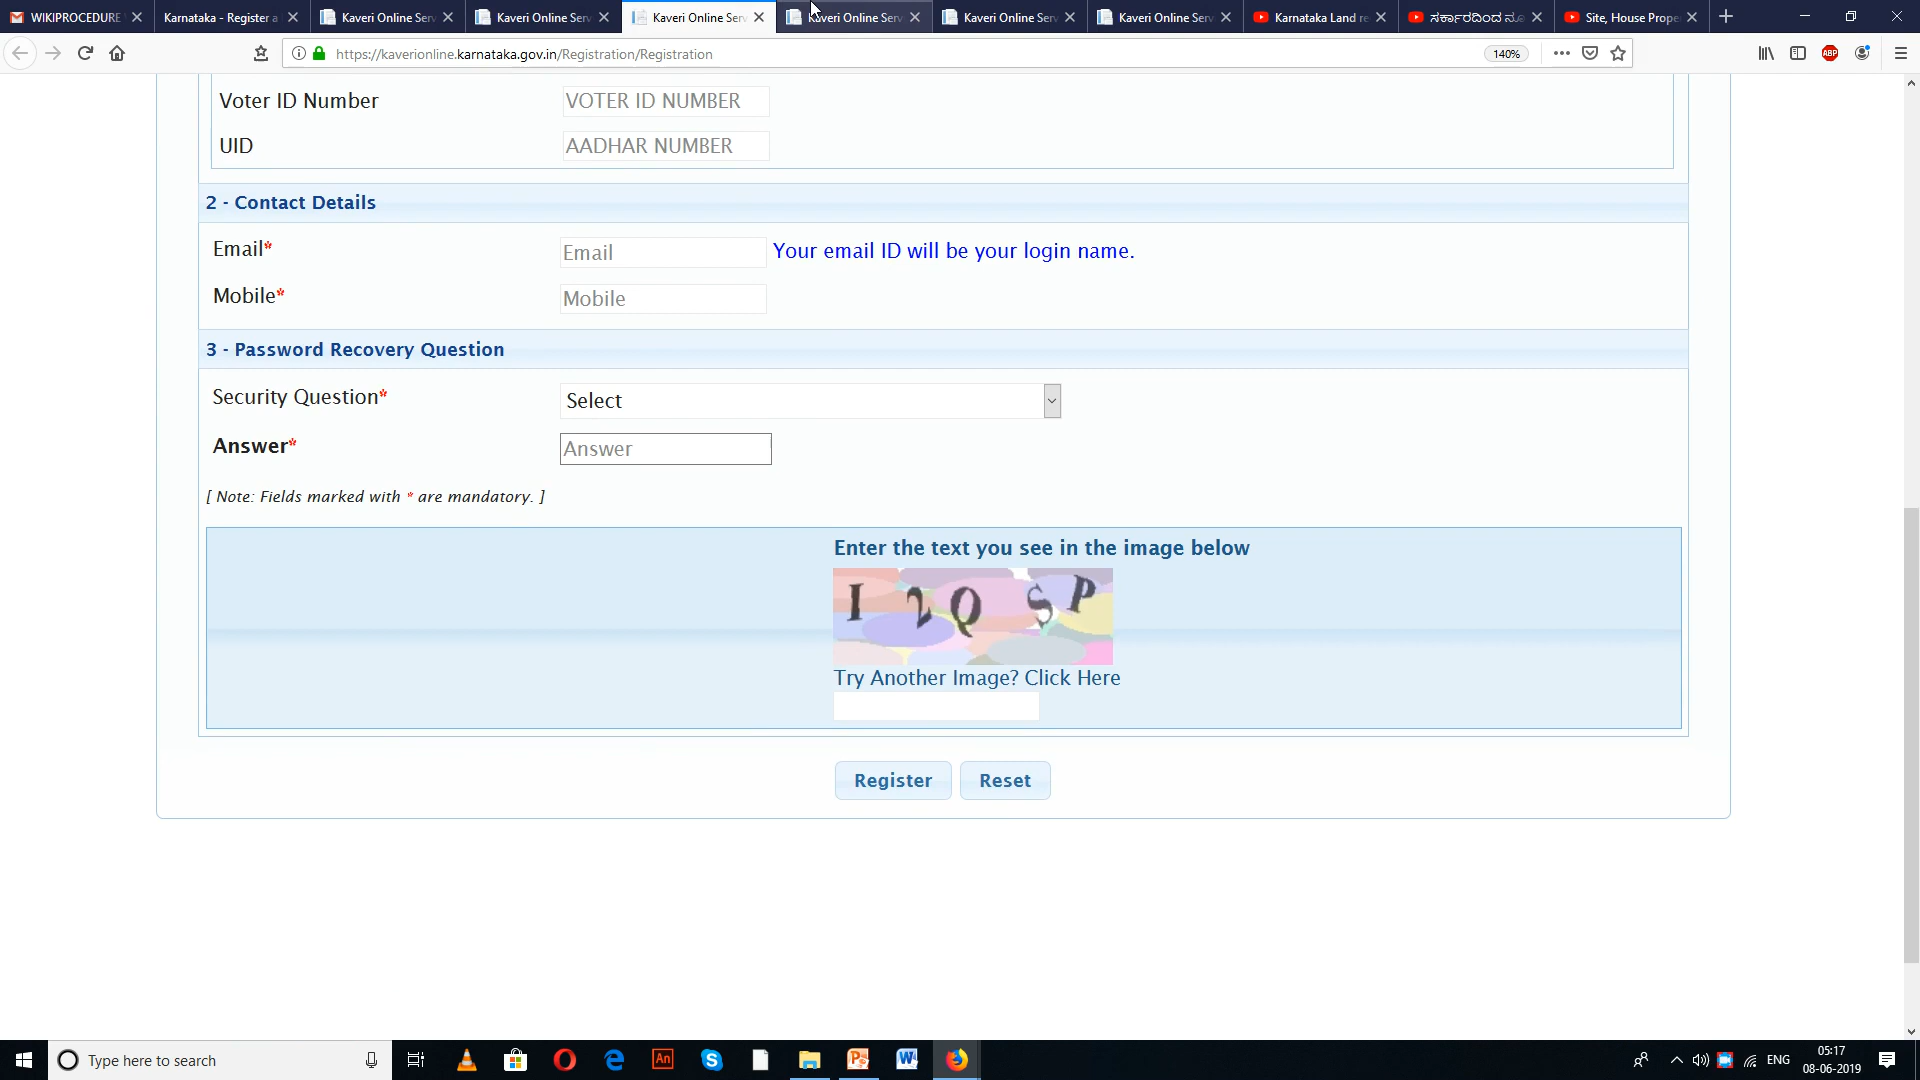 WIKIPROCEDURE
Karnataka - Register a
Kaveri Online Serv
Kaveri Online Serv
Kaveri Online Serv
Kaveri Online Serv
Kaveri Online Serv
Kaveri Online Serv
Karnataka Land re
ಸರ್ಕಾರದಿಂದ ನೂ
Site, House Prope
https://kaverionline.karnataka.gov.in/Registration/Registration
140%
ABP
Voter ID Number VOTER ID NUMBER
UID AADHAR NUMBER
2 - Contact Details
Email* Email Your email ID will be your login name.
Mobile* Mobile
3 - Password Recovery Question
Security Question* Select
Answer* Answer
[ Note: Fields marked with * are mandatory. ]
Enter the text you see in the image below
I2QSP
Try Another Image? Click Here
Register Reset
Type here to search
An
ENG
05:17
08-06-2019